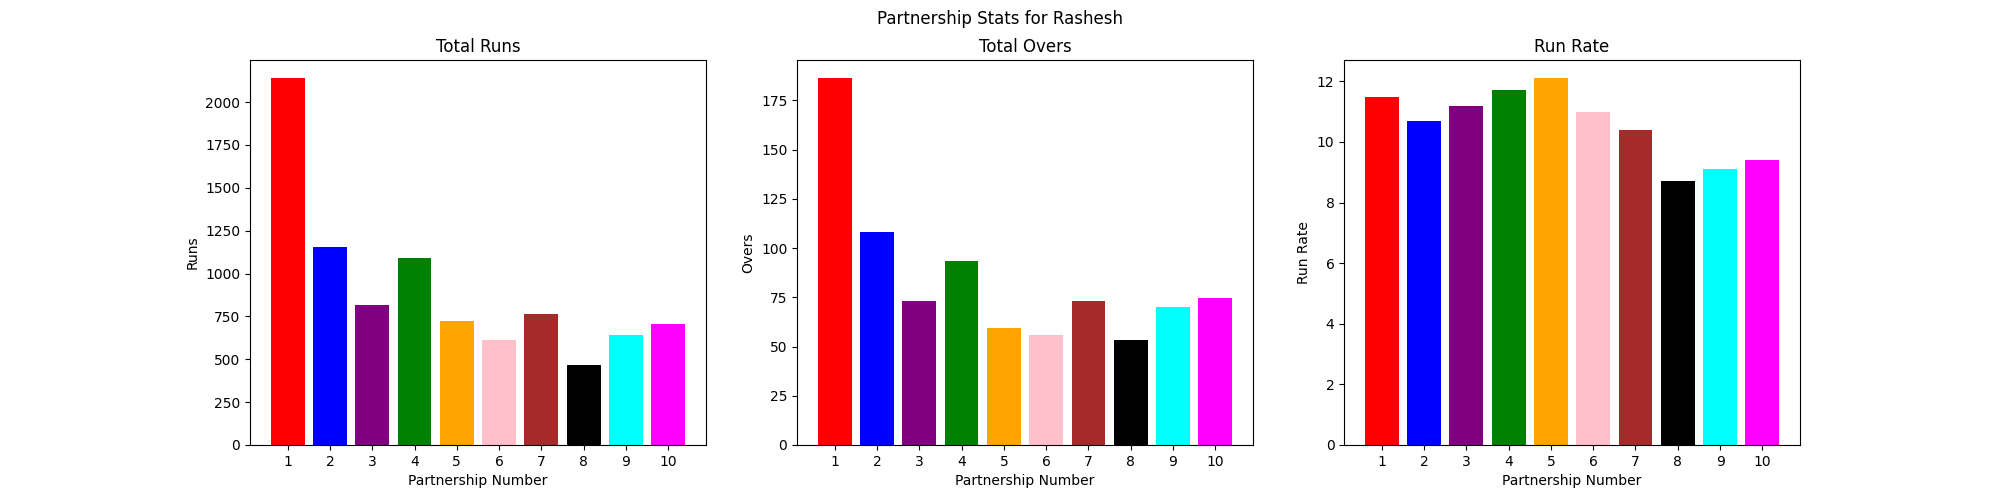 Partnership Stats for Rashesh
Total Runs
Runs
2000
1750
1500
1250
1000
750
500
250
0
1 2 3 4 5 6 7 8 9 10
Partnership Number
Total Overs
Overs
175
150
125
100
75
50
25
0
1 2 3 4 5 6 7 8 9 10
Partnership Number
Run Rate
Run Rate
12
10
8
6
4
2
0
1 2 3 4 5 6 7 8 9 10
Partnership Number